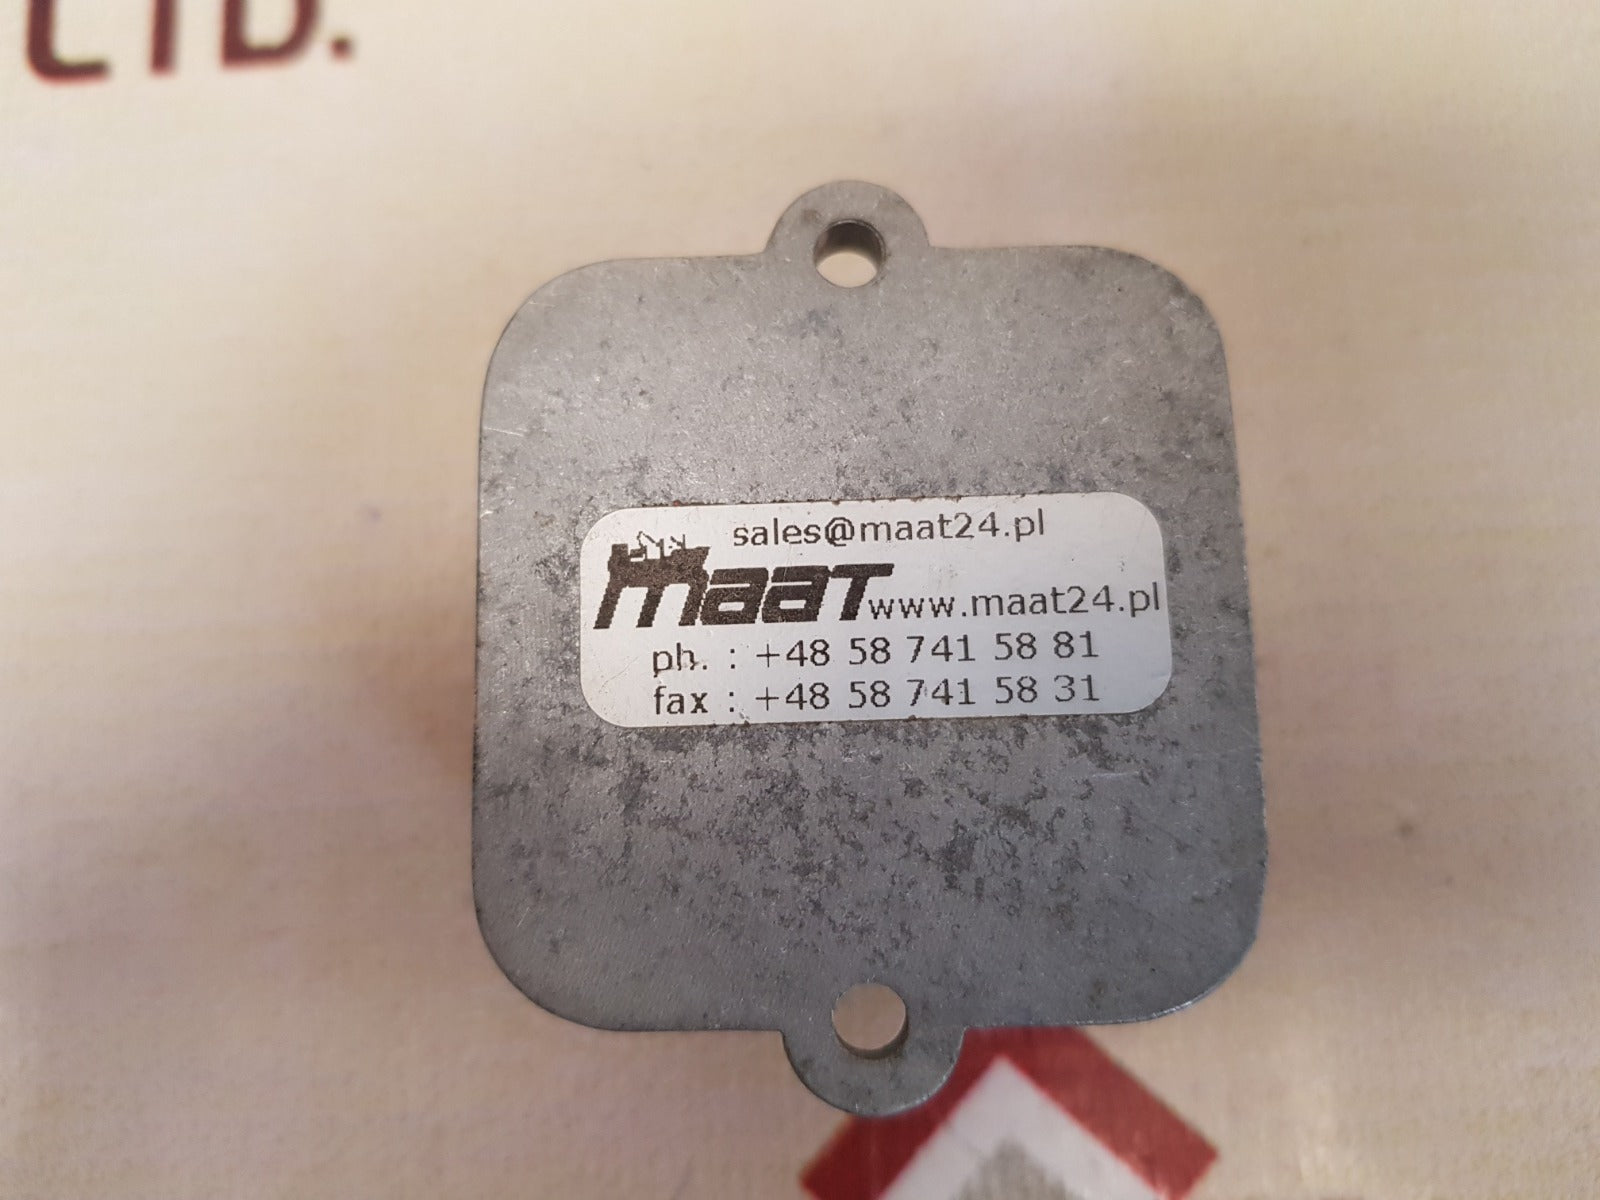 LTD.
sales@maat24.pl
maaT
www.maat24.pl
ph. : +48 58 741 58 81
fax : +48 58 741 58 31